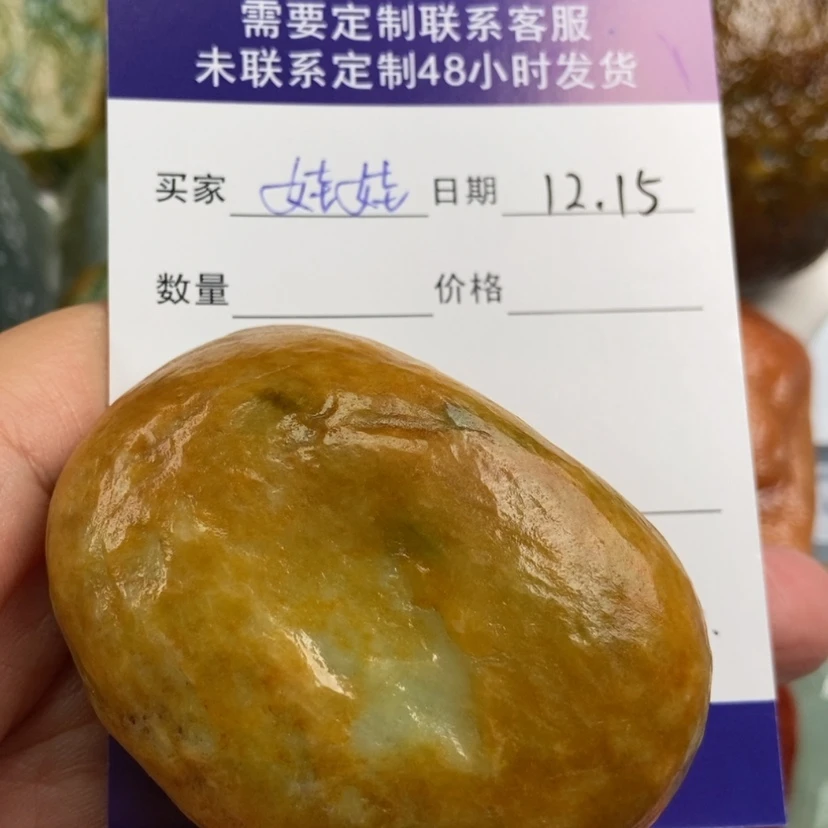 需要定制联系客服
未联系定制48小时发货
买家 娃娃 日期 12.15
数量 价格